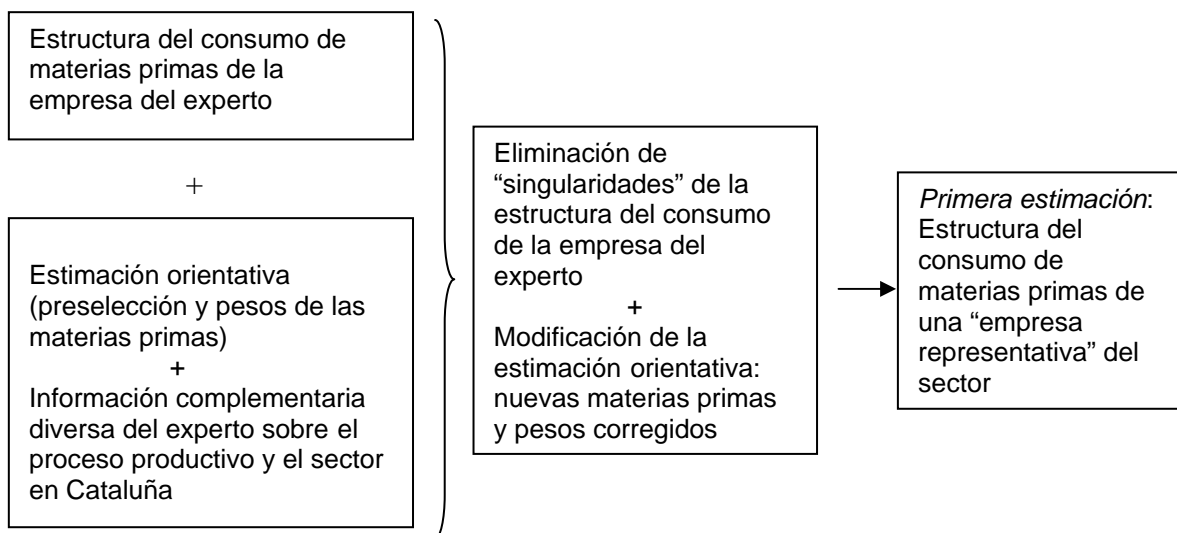 Estructura del consumo de
materias primas de la
empresa del experto
+
Estimación orientativa
(preselección y pesos de las
materias primas)
+
Información complementaria
diversa del experto sobre el
proceso productivo y el sector
en Cataluña
Eliminación de
“singularidades” de la
estructura del consumo
de la empresa del
experto
+
Modificación de la
estimación orientativa:
nuevas materias primas
y pesos corregidos
Primera estimación:
Estructura del
consumo de
materias primas de
una “empresa
representativa” del
sector